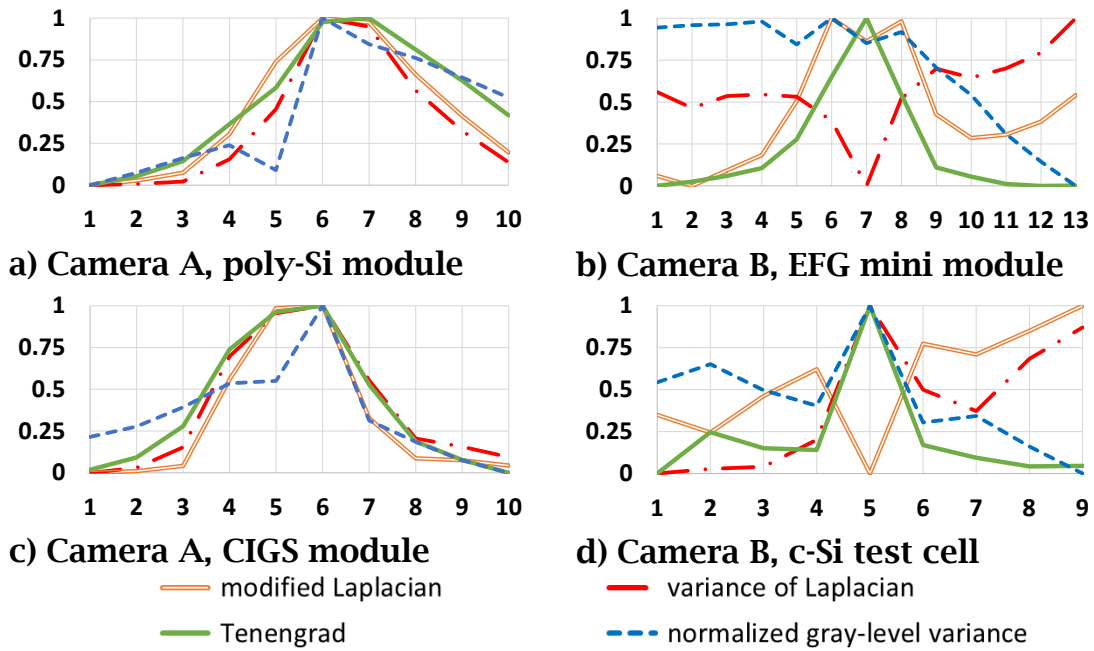 1
0.75
0.5
0.25
0
1 2 3 4 5 6 7 8 9 10
a) Camera A, poly-Si module
1
0.75
0.5
0.25
0
1 2 3 4 5 6 7 8 9 10 11 12 13
b) Camera B, EFG mini module
1
0.75
0.5
0.25
0
1 2 3 4 5 6 7 8 9 10
c) Camera A, CIGS module
1
0.75
0.5
0.25
0
1 2 3 4 5 6 7 8 9
d) Camera B, c-Si test cell
modified Laplacian
variance of Laplacian
Tenengrad
normalized gray-level variance